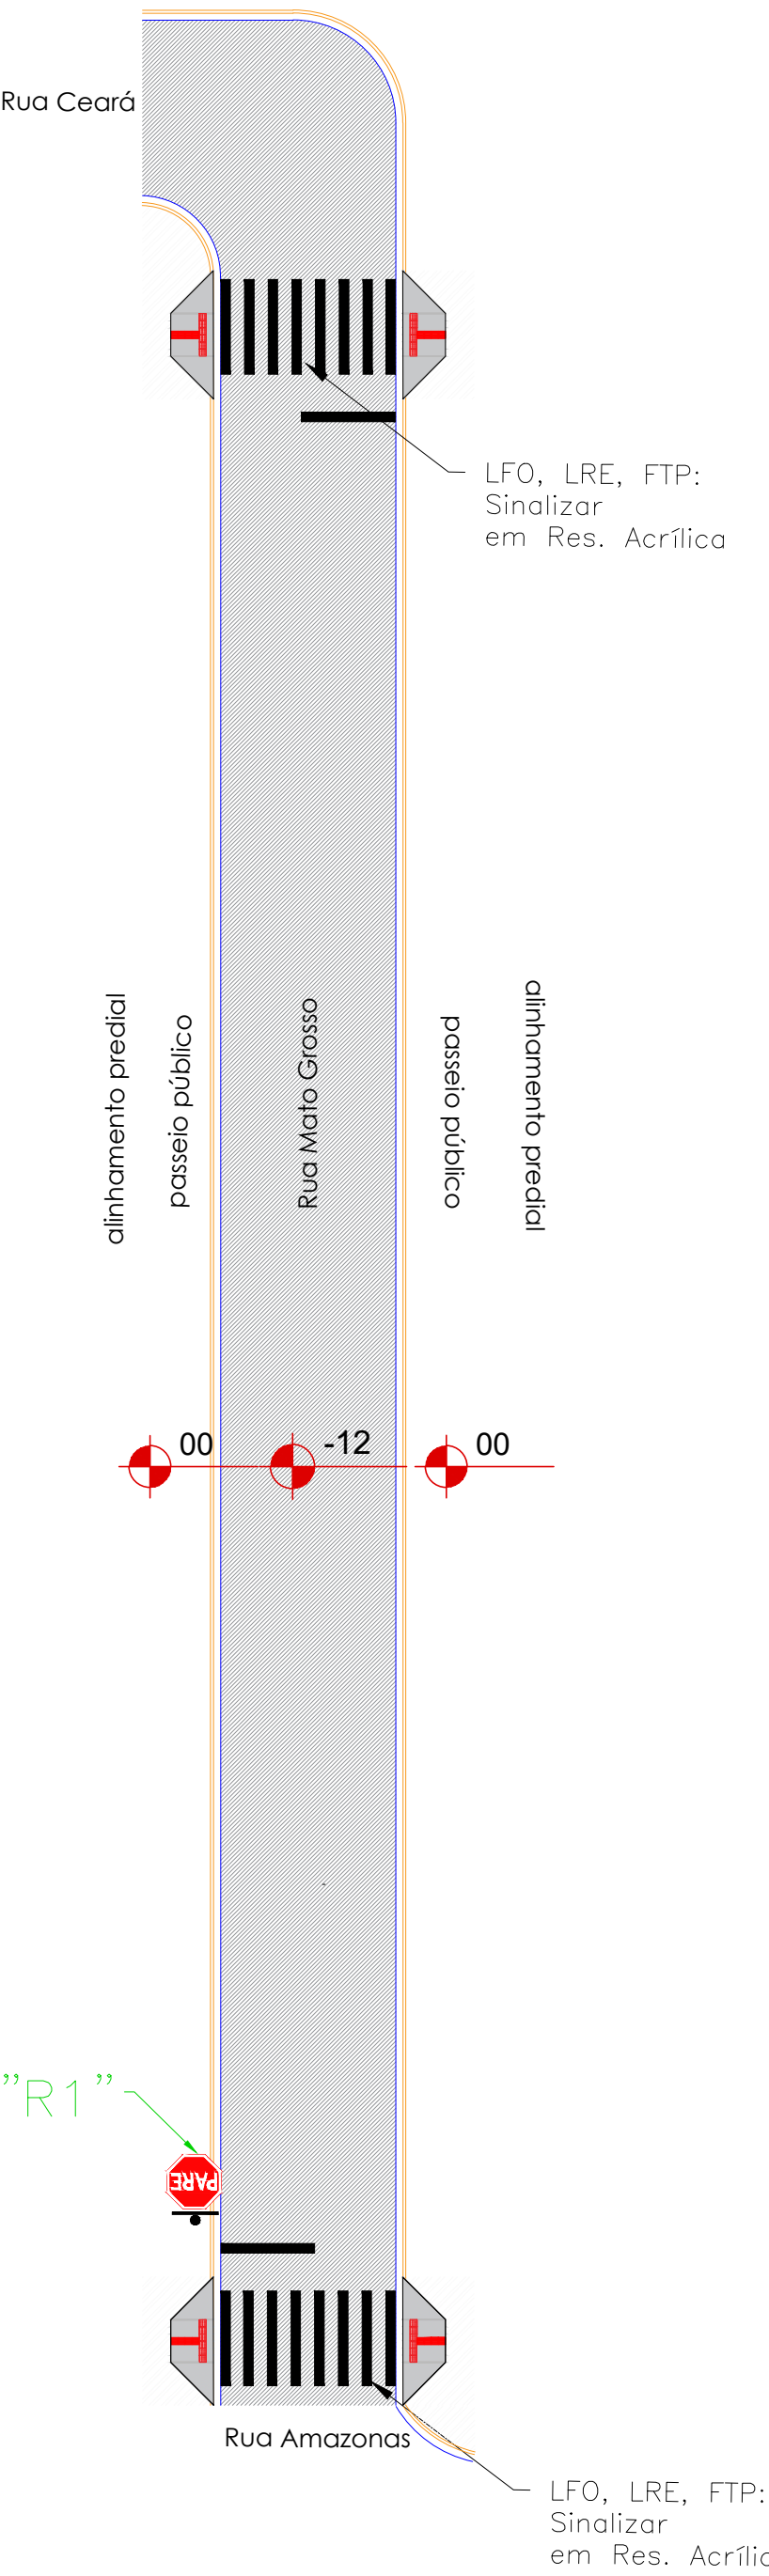 Rua Ceará
LFO, LRE, FTP:
Sinalizar
em Res. Acrílica
alinhamento predial
passeio público
Rua Mato Grosso
passeio público
alinhamento predial
00
-12
00
"R1"
PARE
Rua Amazonas
LFO, LRE, FTP:
Sinalizar
em Res. Acrílic